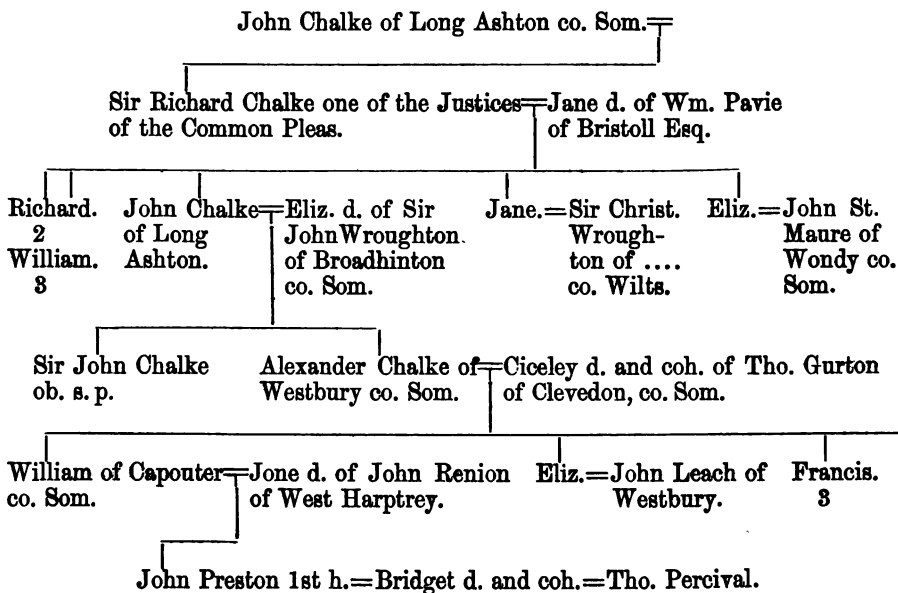 John Chalke of Long Ashton co. Som.=
Sir Richard Chalke one of the Justices=Jane d. of Wm. Pavie
of the Common Pleas. of Bristoll Esq.
Richard. John Chalke=Eliz. d. of Sir Jane.=Sir Christ. Eliz.=John St.
2 of Long John Wroughton. Wrough- Maure of
William. Ashton. of Broadhinton ton of .... Wondy co.
3 co. Som. co. Wilts. Som.
Sir John Chalke Alexander Chalke of=Ciceley d. and coh. of Tho. Gurton
ob. s. p. Westbury co. Som. of Clevedon, co. Som.
William of Capouter=Jone d. of John Renion Eliz.=John Leach of Francis.
co. Som. of West Harptrey. Westbury. 3
John Preston 1st h.=Bridget d. and coh.=Tho. Percival.